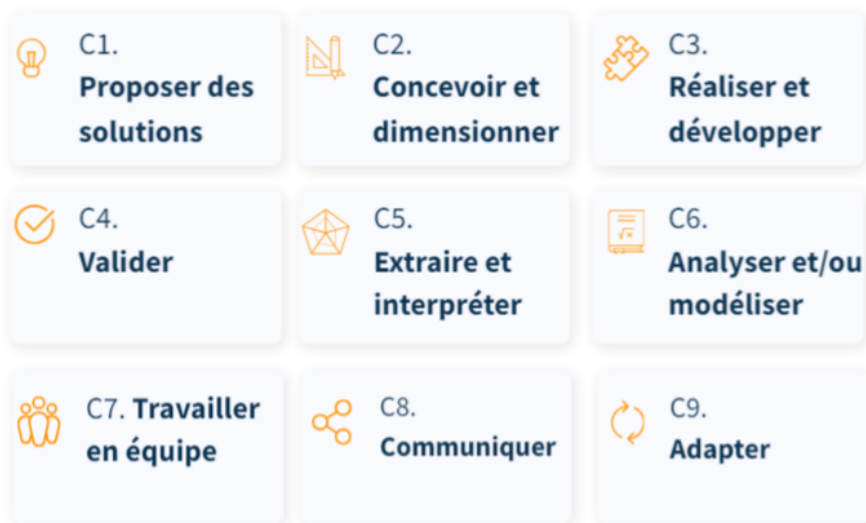 C1.
Proposer des
solutions
C2.
Concevoir et
dimensionner
C3.
Réaliser et
développer
C4.
Valider
C5.
Extraire et
interpréter
C6.
Analyser et/ou
modéliser
C7. Travailler
en équipe
C8.
Communiquer
C9.
Adapter